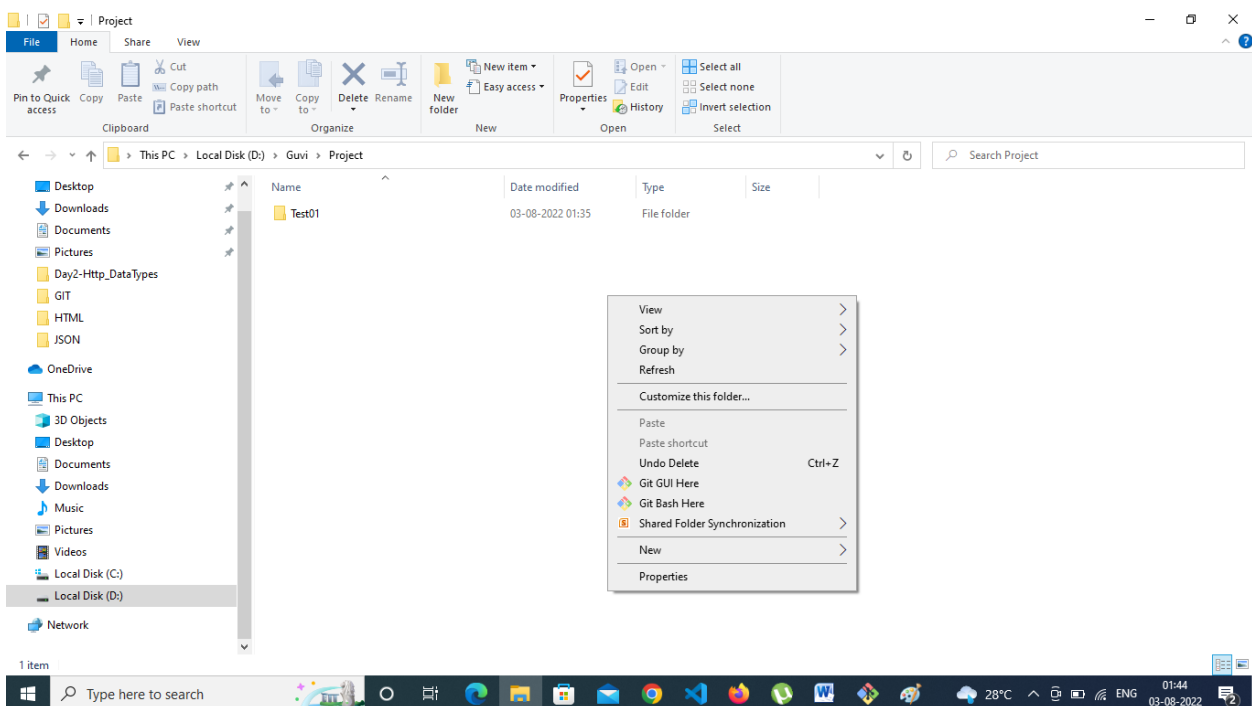 Project
File Home Share View
Pin to Quick access
Copy
Paste
Cut
Copy path
Paste shortcut
Clipboard
Move to
Copy to
Delete
Rename
Organize
New folder
New item
Easy access
New
Properties
Open
Edit
History
Open
Select all
Select none
Invert selection
Select
This PC > Local Disk (D:) > Guvi > Project
Search Project
Desktop
Downloads
Documents
Pictures
Day2-Http_DataTypes
GIT
HTML
JSON
OneDrive
This PC
3D Objects
Desktop
Documents
Downloads
Music
Pictures
Videos
Local Disk (C:)
Local Disk (D:)
Network
Name Date modified Type Size
Test01 03-08-2022 01:35 File folder
View
Sort by
Group by
Refresh
Customize this folder...
Paste
Paste shortcut
Undo Delete Ctrl+Z
Git GUI Here
Git Bash Here
Shared Folder Synchronization
New
Properties
1 item
Type here to search
28°C
ENG
01:44
03-08-2022
2